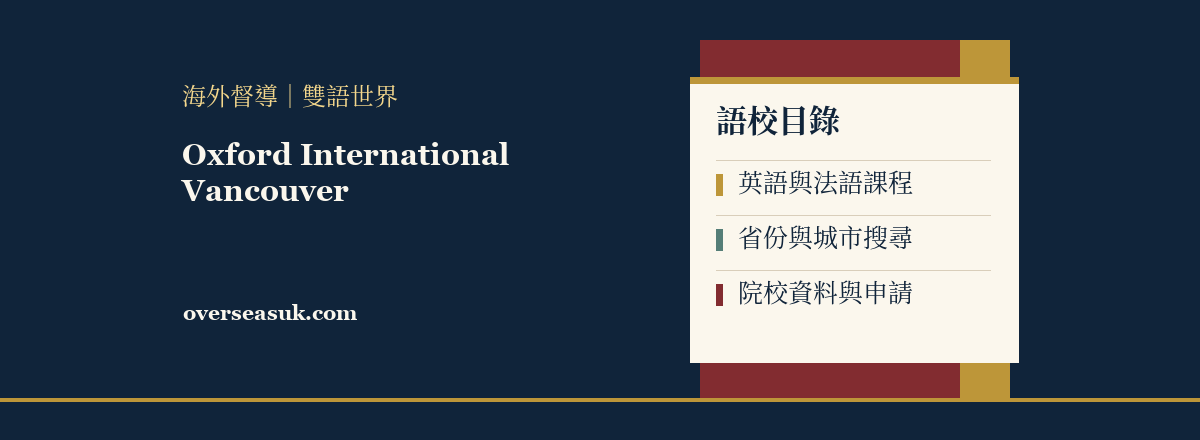 海外督導｜雙語世界
Oxford International
Vancouver
overseasuk.com
語校目錄
英語與法語課程
省份與城市搜尋
院校資料與申請